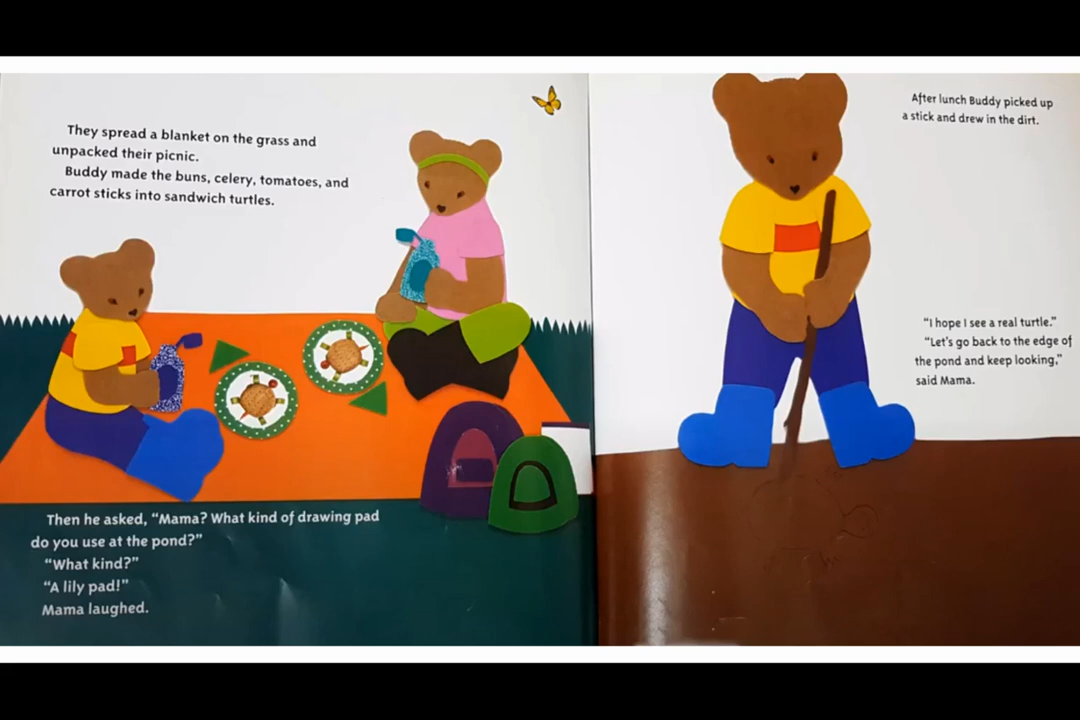 They spread a blanket on the grass and
unpacked their picnic.
Buddy made the buns, celery, tomatoes, and
carrot sticks into sandwich turtles.
Then he asked, “Mama? What kind of drawing pad
do you use at the pond?”
“What kind?”
“A lily pad!”
Mama laughed.
After lunch Buddy picked up
a stick and drew in the dirt.
“I hope I see a real turtle.”
“Let’s go back to the edge of
the pond and keep looking,”
said Mama.